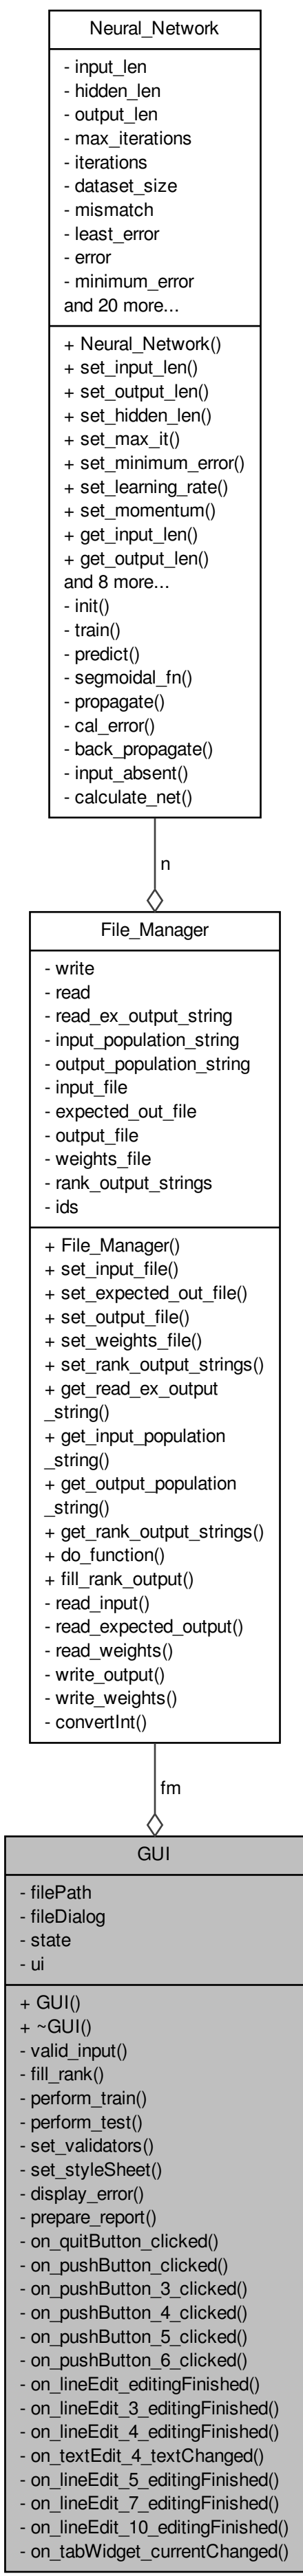 Neural_Network
- input_len
- hidden_len
- output_len
- max_iterations
- iterations
- dataset_size
- mismatch
- least_error
- error
- minimum_error
and 20 more...
+ Neural_Network()
+ set_input_len()
+ set_output_len()
+ set_hidden_len()
+ set_max_it()
+ set_minimum_error()
+ set_learning_rate()
+ set_momentum()
+ get_input_len()
+ get_output_len()
and 8 more...
- init()
- train()
- predict()
- segmoidal_fn()
- propagate()
- cal_error()
- back_propagate()
- input_absent()
- calculate_net()
n
File_Manager
- write
- read
- read_ex_output_string
- input_population_string
- output_population_string
- input_file
- expected_out_file
- output_file
- weights_file
- rank_output_strings
- ids
+ File_Manager()
+ set_input_file()
+ set_expected_out_file()
+ set_output_file()
+ set_weights_file()
+ set_rank_output_strings()
+ get_read_ex_output
_string()
+ get_input_population
_string()
+ get_output_population
_string()
+ get_rank_output_strings()
+ do_function()
+ fill_rank_output()
- read_input()
- read_expected_output()
- read_weights()
- write_output()
- write_weights()
- convertInt()
fm
GUI
- filePath
- fileDialog
- state
- ui
+ GUI()
+ ~GUI()
- valid_input()
- fill_rank()
- perform_train()
- perform_test()
- set_validators()
- set_styleSheet()
- display_error()
- prepare_report()
- on_quitButton_clicked()
- on_pushButton_clicked()
- on_pushButton_3_clicked()
- on_pushButton_4_clicked()
- on_pushButton_5_clicked()
- on_pushButton_6_clicked()
- on_lineEdit_editingFinished()
- on_lineEdit_3_editingFinished()
- on_lineEdit_4_editingFinished()
- on_textEdit_4_textChanged()
- on_lineEdit_5_editingFinished()
- on_lineEdit_7_editingFinished()
- on_lineEdit_10_editingFinished()
- on_tabWidget_currentChanged()